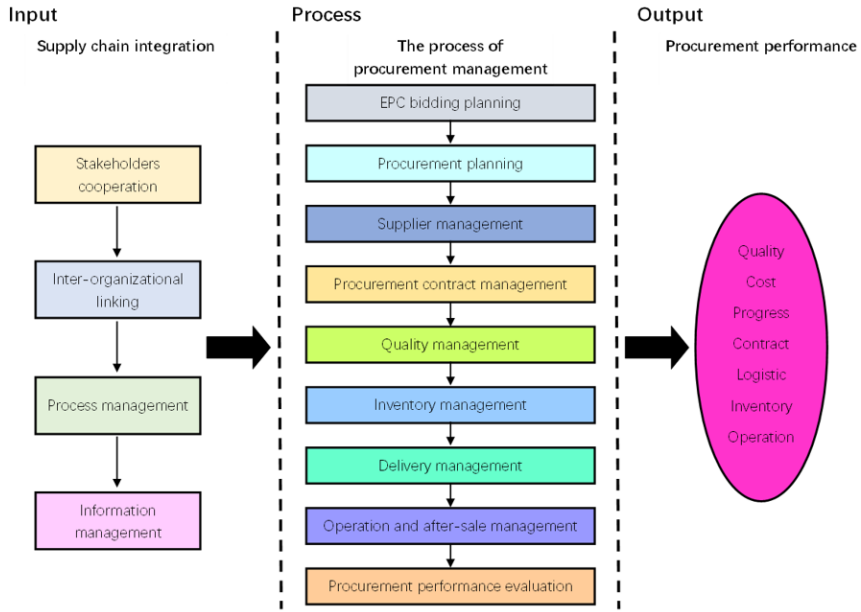 Input
Supply chain integration
Stakeholders
cooperation
Inter-organizational
linking
Process management
Information
management
Process
The process of
procurement management
EPC bidding planning
Procurement planning
Supplier management
Procurement contract management
Quality management
Inventory management
Delivery management
Operation and after-sale management
Procurement performance evaluation
Output
Procurement performance
Quality
Cost
Progress
Contract
Logistic
Inventory
Operation